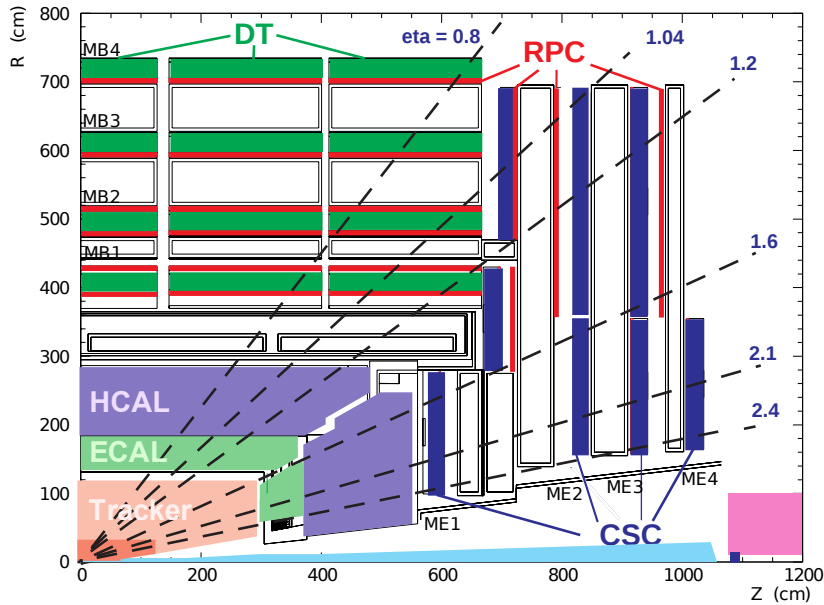 R (cm)
800
700
600
500
400
300
200
100
0
MB4
MB3
MB2
MB1
DT
eta = 0.8
RPC
1.04
1.2
1.6
2.1
2.4
HCAL
ECAL
Tracker
ME1
ME2
ME3
ME4
CSC
0
200
400
600
800
1000
1200
Z (cm)